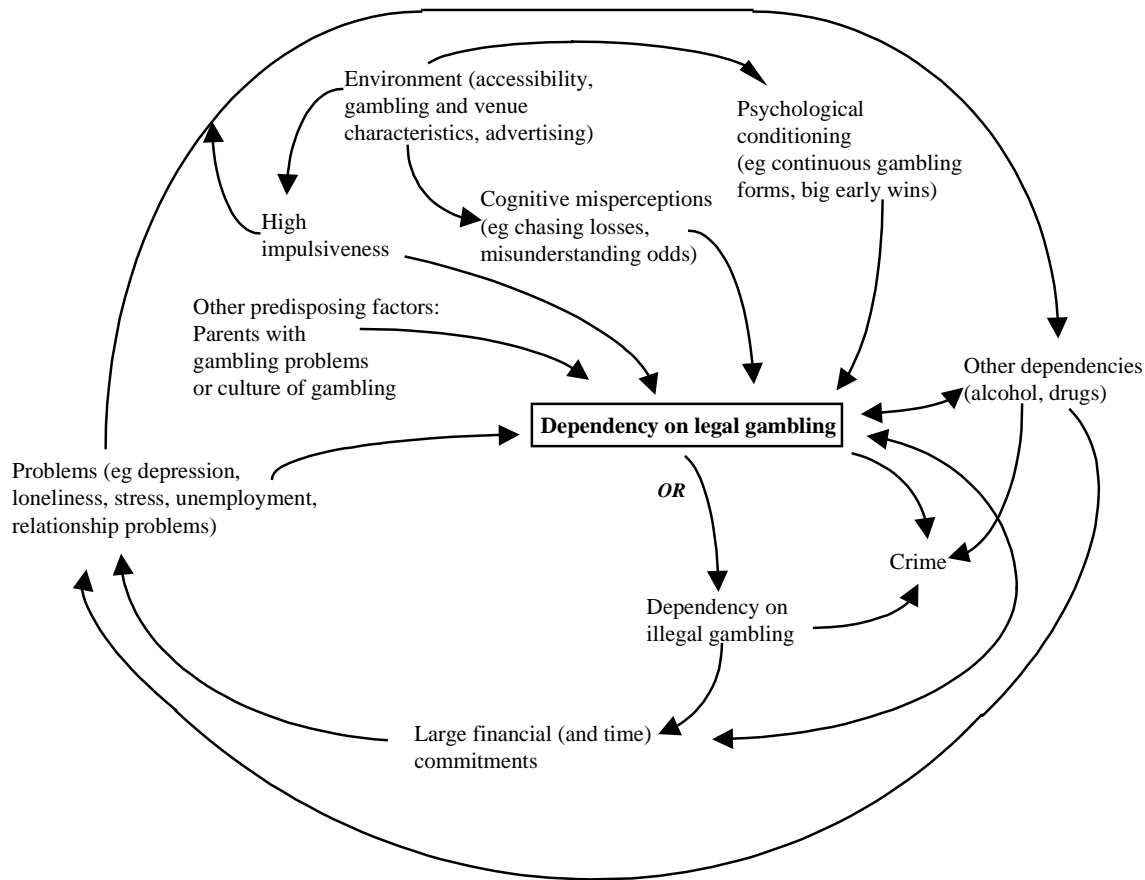 Environment (accessibility,
gambling and venue
characteristics, advertising)
Psychological
conditioning
(eg continuous gambling
forms, big early wins)
Cognitive misperceptions
(eg chasing losses,
misunderstanding odds)
High
impulsiveness
Other predisposing factors:
Parents with
gambling problems
or culture of gambling
Other dependencies
(alcohol, drugs)
Dependency on legal gambling
Problems (eg depression,
loneliness, stress, unemployment,
relationship problems)
OR
Crime
Dependency on
illegal gambling
Large financial (and time)
commitments